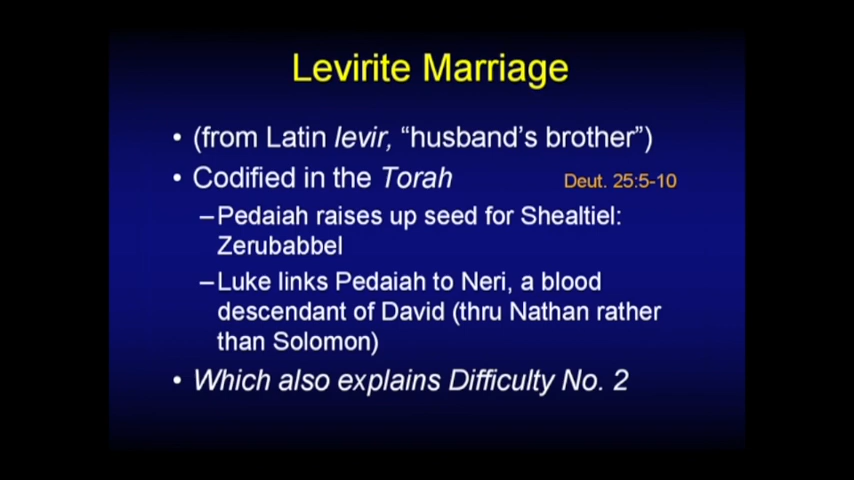 Levirite Marriage
• (from Latin levir, “husband’s brother”)
• Codified in the Torah Deut. 25:5-10
–Pedaiah raises up seed for Shealtiel:
Zerubabbel
–Luke links Pedaiah to Neri, a blood
descendant of David (thru Nathan rather
than Solomon)
• Which also explains Difficulty No. 2